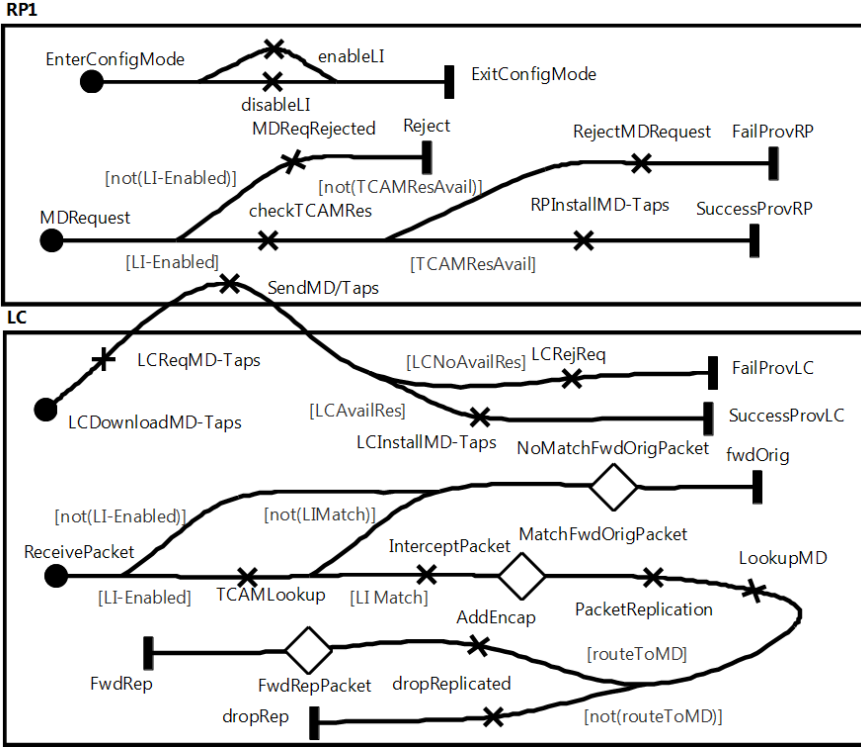 RP1
EnterConfigMode
enableLI
ExitConfigMode
disableLI
MDReqRejected
Reject
RejectMDRequest
FailProvRP
[not(LI-Enabled)]
[not(TCAMResAvail)]
MDRequest
checkTCAMRes
RPInstallMD-Taps
SuccessProvRP
[LI-Enabled]
[TCAMResAvail]
SendMD/Taps
LC
LCReqMD-Taps
[LCNoAvailRes]
LCRejReq
FailProvLC
LCDownloadMD-Taps
[LCAvailRes]
SuccessProvLC
LCInstallMD-Taps
NoMatchFwdOrigPacket
fwdOrig
[not(LI-Enabled)]
[not(LIMatch)]
ReceivePacket
InterceptPacket
MatchFwdOrigPacket
LookupMD
[LI-Enabled]
TCAMLookup
[LI Match]
PacketReplication
AddEncap
[routeToMD]
FwdRep
FwdRepPacket
dropReplicated
dropRep
[not(routeToMD)]